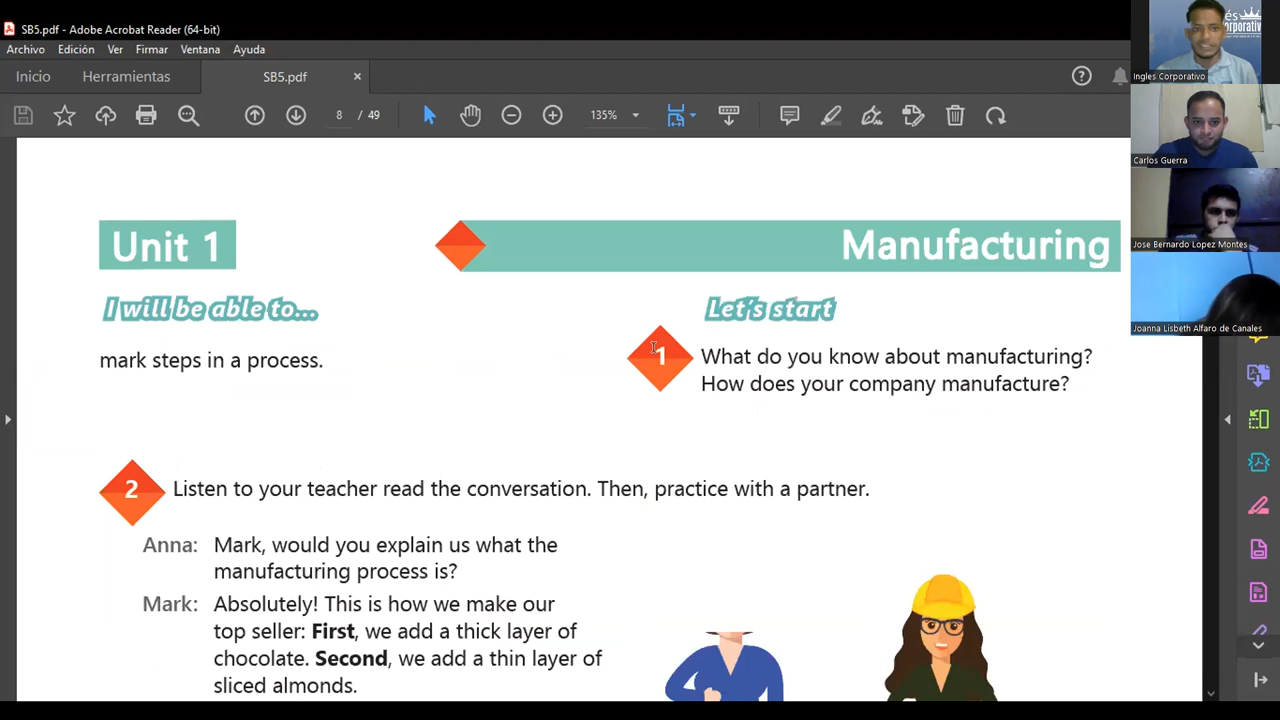 SB5.pdf - Adobe Acrobat Reader (64-bit)
Archivo Edición Ver Firmar Ventana Ayuda
Inicio Herramientas SB5.pdf ×
8 / 49 135%
Unit 1
Manufacturing
I will be able to...
mark steps in a process.
Let's start
1
What do you know about manufacturing?
How does your company manufacture?
2
Listen to your teacher read the conversation. Then, practice with a partner.
Anna: Mark, would you explain us what the
manufacturing process is?
Mark: Absolutely! This is how we make our
top seller: First, we add a thick layer of
chocolate. Second, we add a thin layer of
sliced almonds.
Ingles Corporativo
Carlos Guerra
Jose Bernardo Lopez Montes
Joanna Lisbeth Alfaro de Canales